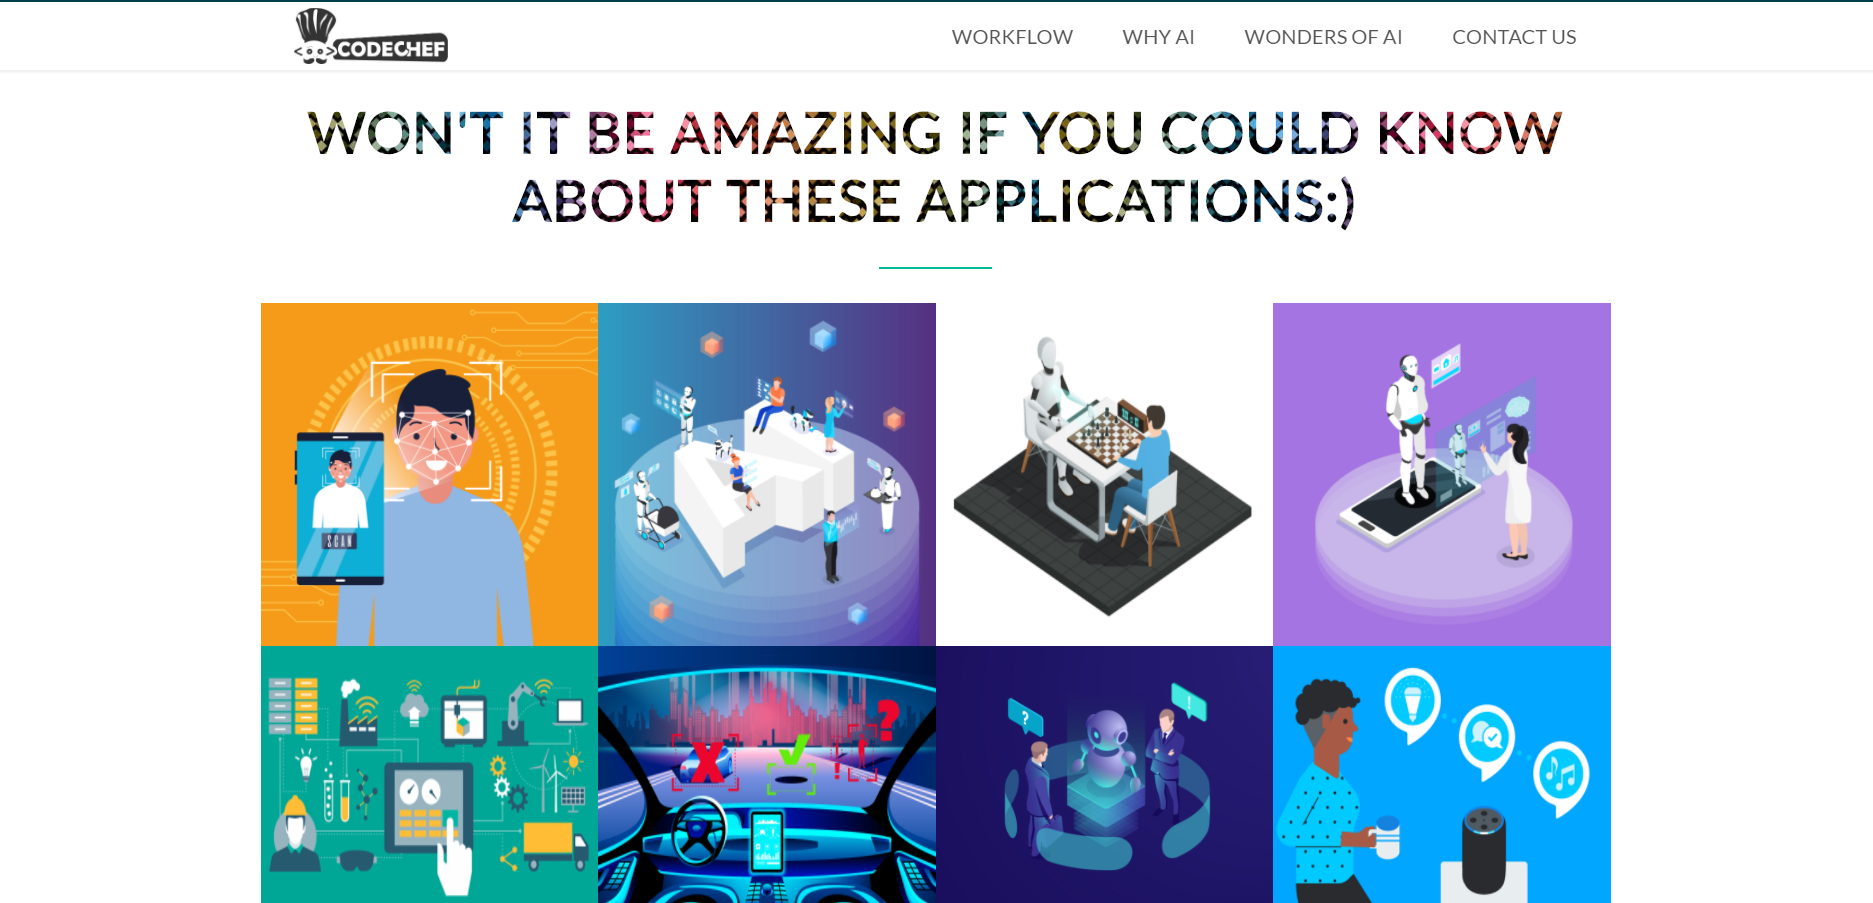 CODECHEF
WORKFLOW
WHY AI
WONDERS OF AI
CONTACT US
WON'T IT BE AMAZING IF YOU COULD KNOW
ABOUT THESE APPLICATIONS:)
SCAN
?
?
!
!